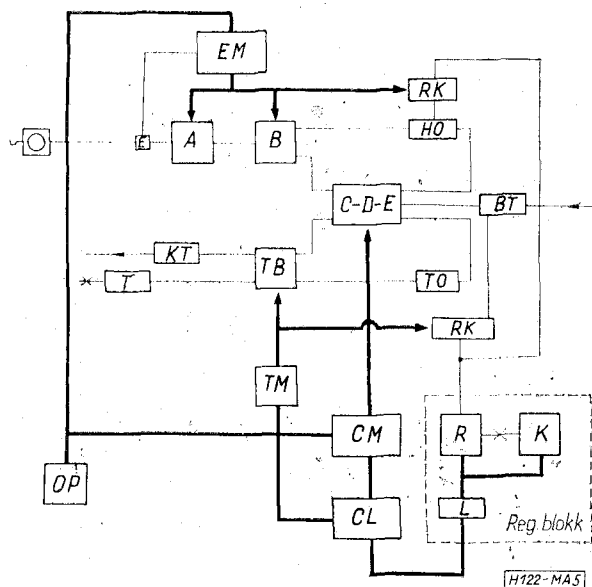 EM
RK
E
A
B
HO
C-D-E
BT
KT
TB
T
TO
RK
TM
CM
R
K
OP
CL
L
Reg. blokk
H122-MA5